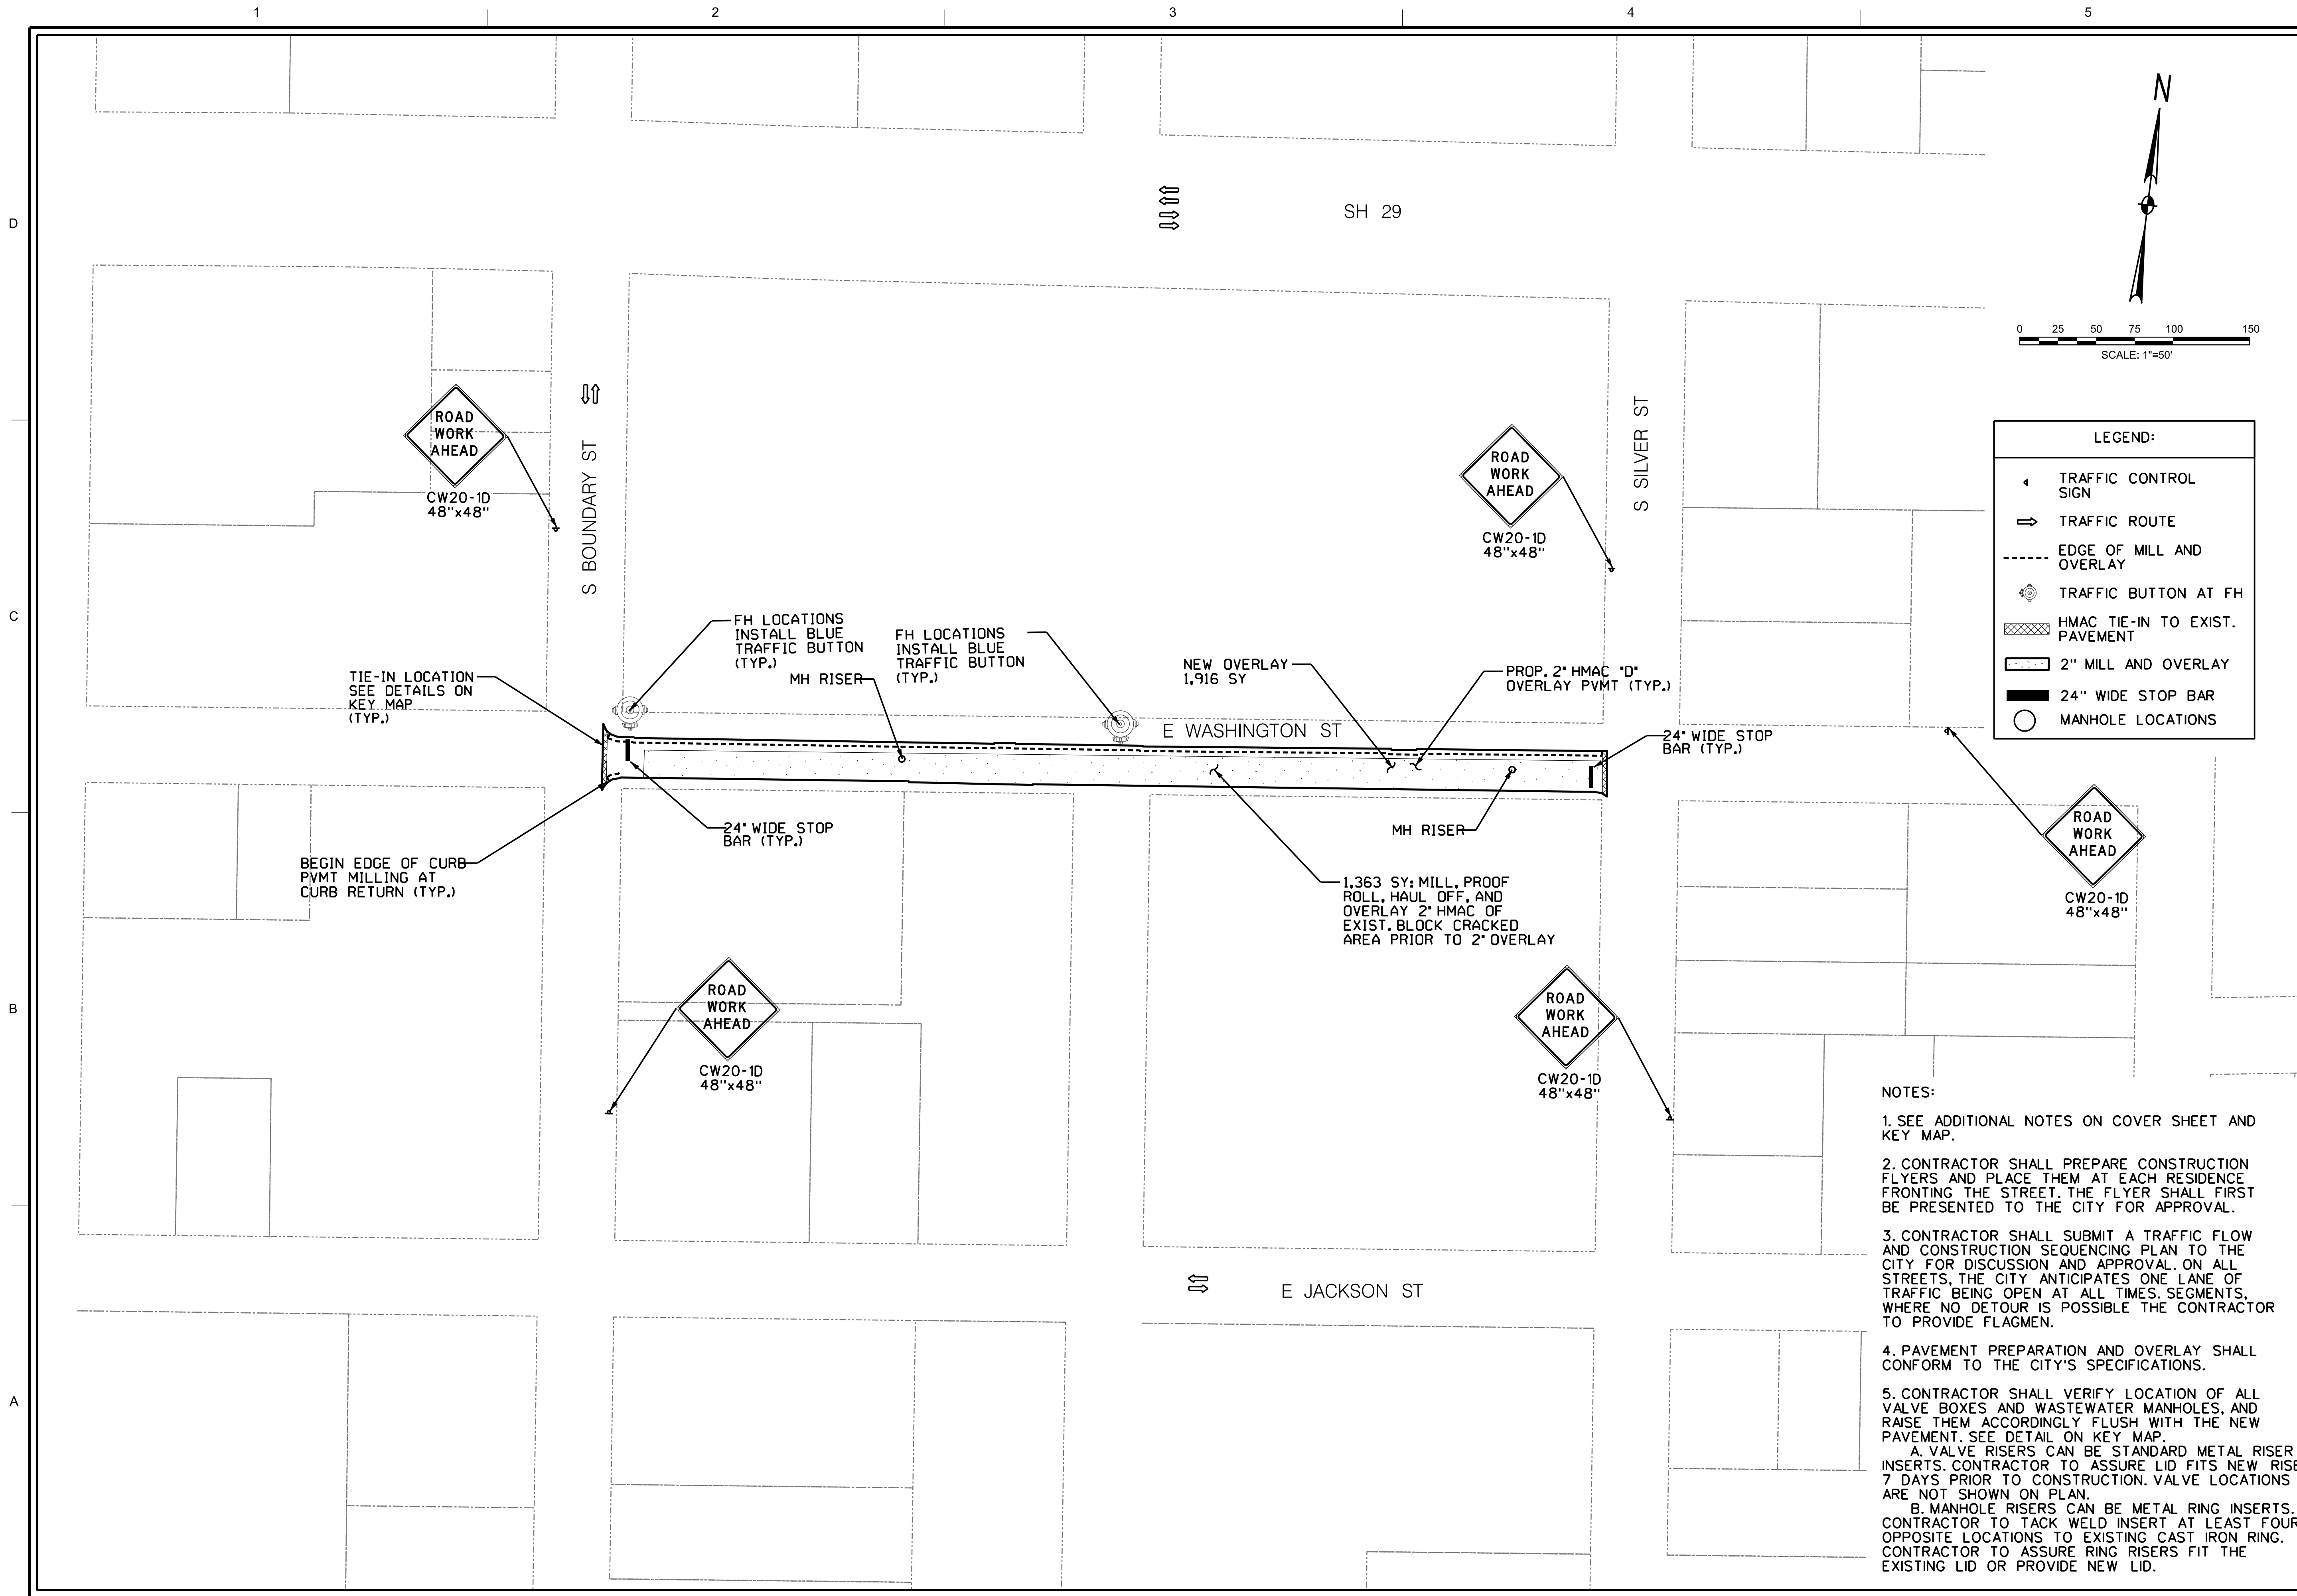 1 2 3 4 5
D
C
B
A
N
SH 29
0 25 50 75 100 150
SCALE: 1"=50'
S BOUNDARY ST
S SILVER ST
ROAD
WORK
AHEAD
CW20-1D
48"x48"
ROAD
WORK
AHEAD
CW20-1D
48"x48"
LEGEND:
TRAFFIC CONTROL
SIGN
TRAFFIC ROUTE
EDGE OF MILL AND
OVERLAY
TRAFFIC BUTTON AT FH
HMAC TIE-IN TO EXIST.
PAVEMENT
2" MILL AND OVERLAY
24" WIDE STOP BAR
MANHOLE LOCATIONS
FH LOCATIONS
INSTALL BLUE
TRAFFIC BUTTON
(TYP.)
FH LOCATIONS
INSTALL BLUE
TRAFFIC BUTTON
(TYP.)
TIE-IN LOCATION
SEE DETAILS ON
KEY MAP
(TYP.)
MH RISER
NEW OVERLAY
1,916 SY
PROP. 2" HMAC "D"
OVERLAY PVMT (TYP.)
E WASHINGTON ST
24" WIDE STOP
BAR (TYP.)
24" WIDE STOP
BAR (TYP.)
MH RISER
BEGIN EDGE OF CURB
PVMT MILLING AT
CURB RETURN (TYP.)
1,363 SY: MILL, PROOF
ROLL, HAUL OFF, AND
OVERLAY 2" HMAC OF
EXIST. BLOCK CRACKED
AREA PRIOR TO 2" OVERLAY
ROAD
WORK
AHEAD
CW20-1D
48"x48"
ROAD
WORK
AHEAD
CW20-1D
48"x48"
ROAD
WORK
AHEAD
CW20-1D
48"x48"
E JACKSON ST
NOTES:
1. SEE ADDITIONAL NOTES ON COVER SHEET AND
KEY MAP.
2. CONTRACTOR SHALL PREPARE CONSTRUCTION
FLYERS AND PLACE THEM AT EACH RESIDENCE
FRONTING THE STREET. THE FLYER SHALL FIRST
BE PRESENTED TO THE CITY FOR APPROVAL.
3. CONTRACTOR SHALL SUBMIT A TRAFFIC FLOW
AND CONSTRUCTION SEQUENCING PLAN TO THE
CITY FOR DISCUSSION AND APPROVAL. ON ALL
STREETS, THE CITY ANTICIPATES ONE LANE OF
TRAFFIC BEING OPEN AT ALL TIMES. SEGMENTS,
WHERE NO DETOUR IS POSSIBLE THE CONTRACTOR
TO PROVIDE FLAGMEN.
4. PAVEMENT PREPARATION AND OVERLAY SHALL
CONFORM TO THE CITY'S SPECIFICATIONS.
5. CONTRACTOR SHALL VERIFY LOCATION OF ALL
VALVE BOXES AND WASTEWATER MANHOLES, AND
RAISE THEM ACCORDINGLY FLUSH WITH THE NEW
PAVEMENT. SEE DETAIL ON KEY MAP.
A. VALVE RISERS CAN BE STANDARD METAL RISER
INSERTS. CONTRACTOR TO ASSURE LID FITS NEW
7 DAYS PRIOR TO CONSTRUCTION. VALVE LOCATIONS
ARE NOT SHOWN ON PLAN.
B. MANHOLE RISERS CAN BE METAL RING INSERTS.
CONTRACTOR TO TACK WELD INSERT AT LEAST FOUR
OPPOSITE LOCATIONS TO EXISTING CAST IRON RING.
CONTRACTOR TO ASSURE RING RISERS FIT THE
EXISTING LID OR PROVIDE NEW LID.